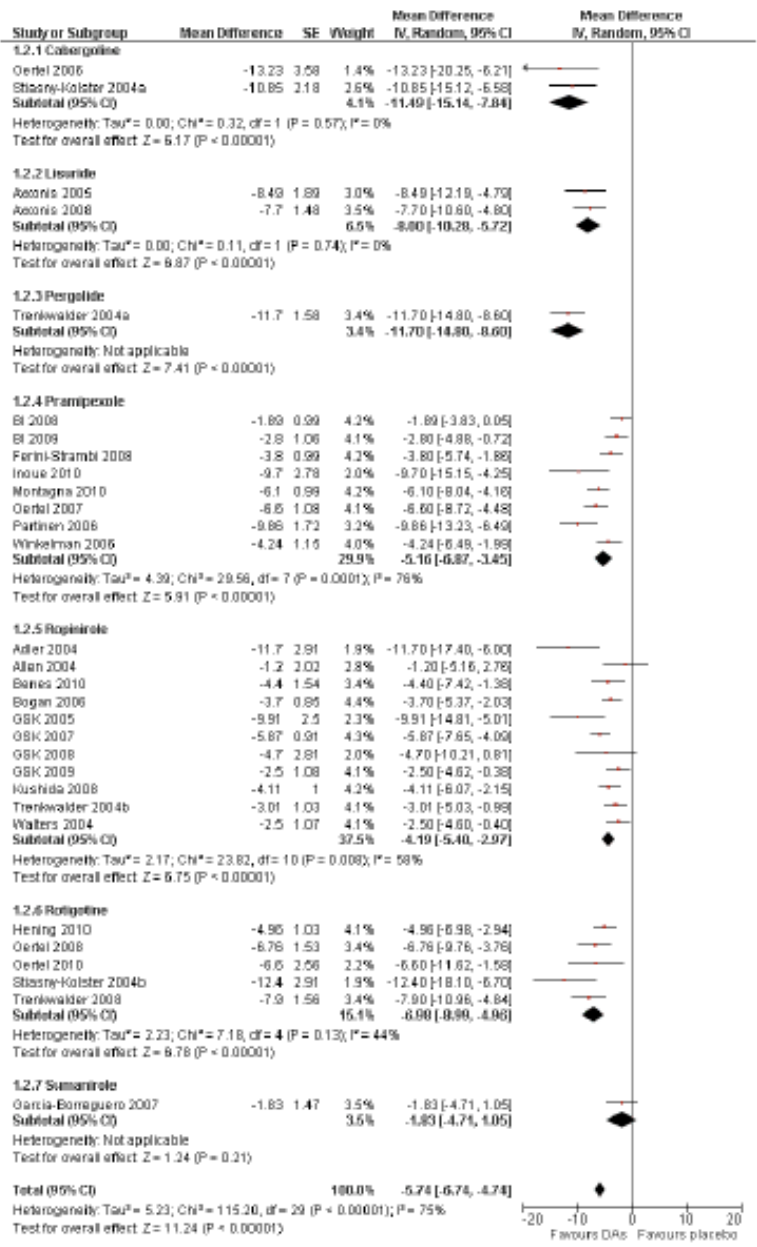 Mean Difference Mean Difference
Study or Subgroup Mean Difference SE Weight IV, Random, 95% CI IV, Random, 95% CI
1.2.1 Cabergoline
Oertel 2006 -13.23 3.58 1.4% -13.23 [-20.25, -6.21]
Stiasny-Kolster 2004a -10.85 2.18 2.6% -10.85 [-15.12, -6.58]
Subtotal (95% CI) 4.1% -11.49 [-15.14, -7.84]
Heterogeneity: Tau² = 0.00; Chi² = 0.32, df = 1 (P = 0.57); I² = 0%
Test for overall effect: Z = 6.17 (P < 0.00001)
1.2.2 Lisuride
Axxonis 2005 -8.49 1.89 3.0% -8.49 [-12.19, -4.79]
Axxonis 2008 -7.7 1.48 3.5% -7.70 [-10.60, -4.80]
Subtotal (95% CI) 6.5% -8.00 [-10.28, -5.72]
Heterogeneity: Tau² = 0.00; Chi² = 0.11, df = 1 (P = 0.74); I² = 0%
Test for overall effect: Z = 6.87 (P < 0.00001)
1.2.3 Pergolide
Trenkwalder 2004a -11.7 1.58 3.4% -11.70 [-14.80, -8.60]
Subtotal (95% CI) 3.4% -11.70 [-14.80, -8.60]
Heterogeneity: Not applicable
Test for overall effect: Z = 7.41 (P < 0.00001)
1.2.4 Pramipexole
BI 2008 -1.89 0.99 4.2% -1.89 [-3.83, 0.05]
BI 2009 -2.8 1.06 4.1% -2.80 [-4.88, -0.72]
Ferini-Strambi 2008 -3.8 0.99 4.2% -3.80 [-5.74, -1.86]
Inoue 2010 -9.7 2.78 2.0% -9.70 [-15.15, -4.25]
Montagna 2010 -6.1 0.99 4.2% -6.10 [-8.04, -4.16]
Oertel 2007 -6.6 1.08 4.1% -6.60 [-8.72, -4.48]
Partinen 2006 -9.86 1.72 3.2% -9.86 [-13.23, -6.49]
Winkelman 2006 -4.24 1.15 4.0% -4.24 [-6.49, -1.99]
Subtotal (95% CI) 29.9% -5.16 [-6.87, -3.45]
Heterogeneity: Tau² = 4.39; Chi² = 29.56, df = 7 (P = 0.0001); I² = 76%
Test for overall effect: Z = 5.91 (P < 0.00001)
1.2.5 Ropinirole
Adler 2004 -11.7 2.91 1.9% -11.70 [-17.40, -6.00]
Allen 2004 -1.2 2.02 2.8% -1.20 [-5.16, 2.76]
Benes 2010 -4.4 1.54 3.4% -4.40 [-7.42, -1.38]
Bogan 2006 -3.7 0.85 4.4% -3.70 [-5.37, -2.03]
GSK 2005 -9.91 2.5 2.3% -9.91 [-14.81, -5.01]
GSK 2007 -5.87 0.91 4.3% -5.87 [-7.65, -4.09]
GSK 2008 -4.7 2.81 2.0% -4.70 [-10.21, 0.81]
GSK 2009 -2.5 1.08 4.1% -2.50 [-4.62, -0.38]
Kushida 2008 -4.11 1 4.2% -4.11 [-6.07, -2.15]
Trenkwalder 2004b -3.01 1.03 4.1% -3.01 [-5.03, -0.99]
Walters 2004 -2.5 1.07 4.1% -2.50 [-4.60, -0.40]
Subtotal (95% CI) 37.5% -4.19 [-5.40, -2.97]
Heterogeneity: Tau² = 2.17; Chi² = 23.82, df = 10 (P = 0.008); I² = 58%
Test for overall effect: Z = 6.75 (P < 0.00001)
1.2.6 Rotigotine
Hening 2010 -4.96 1.03 4.1% -4.96 [-6.98, -2.94]
Oertel 2008 -6.76 1.53 3.4% -6.76 [-9.76, -3.76]
Oertel 2010 -6.6 2.56 2.2% -6.60 [-11.62, -1.58]
Stiasny-Kolster 2004b -12.4 2.91 1.9% -12.40 [-18.10, -6.70]
Trenkwalder 2008 -7.9 1.56 3.4% -7.90 [-10.96, -4.84]
Subtotal (95% CI) 15.1% -6.98 [-8.99, -4.96]
Heterogeneity: Tau² = 2.23; Chi² = 7.18, df = 4 (P = 0.13); I² = 44%
Test for overall effect: Z = 6.78 (P < 0.00001)
1.2.7 Sumanirole
Garcia-Borreguero 2007 -1.83 1.47 3.5% -1.83 [-4.71, 1.05]
Subtotal (95% CI) 3.5% -1.83 [-4.71, 1.05]
Heterogeneity: Not applicable
Test for overall effect: Z = 1.24 (P = 0.21)
Total (95% CI) 100.0% -5.74 [-6.74, -4.74]
Heterogeneity: Tau² = 5.23; Chi² = 115.20, df = 29 (P < 0.00001); I² = 75%
Test for overall effect: Z = 11.24 (P < 0.00001)
-20 -10 0 10 20
Favours DAs Favours placebo